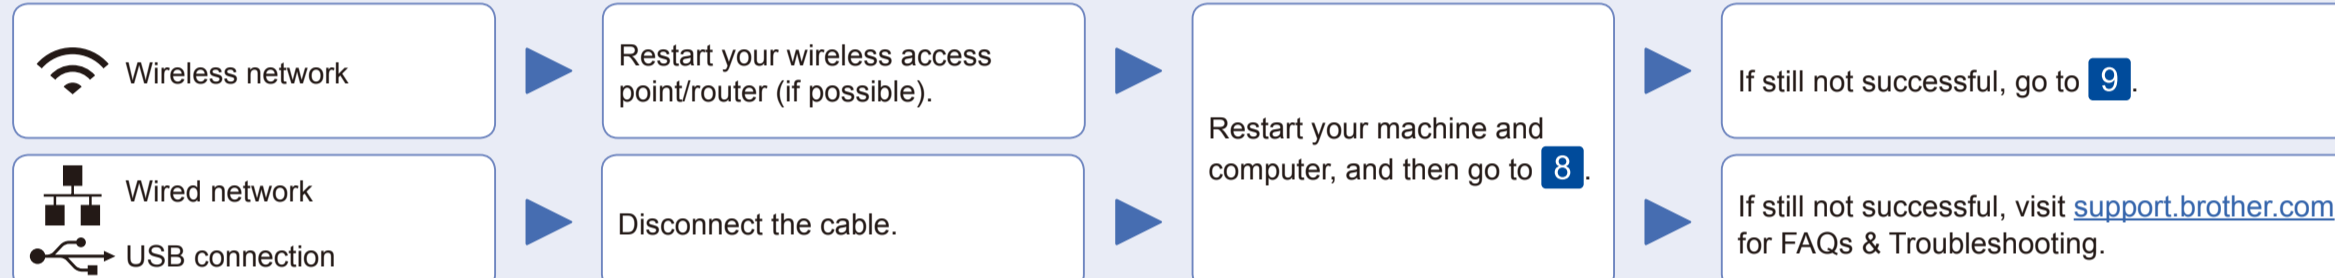 Wireless network
Restart your wireless access
point/router (if possible).
Restart your machine and
computer, and then go to 8.
If still not successful, go to 9.
Wired network
USB connection
Disconnect the cable.
If still not successful, visit support.brother.com
for FAQs & Troubleshooting.